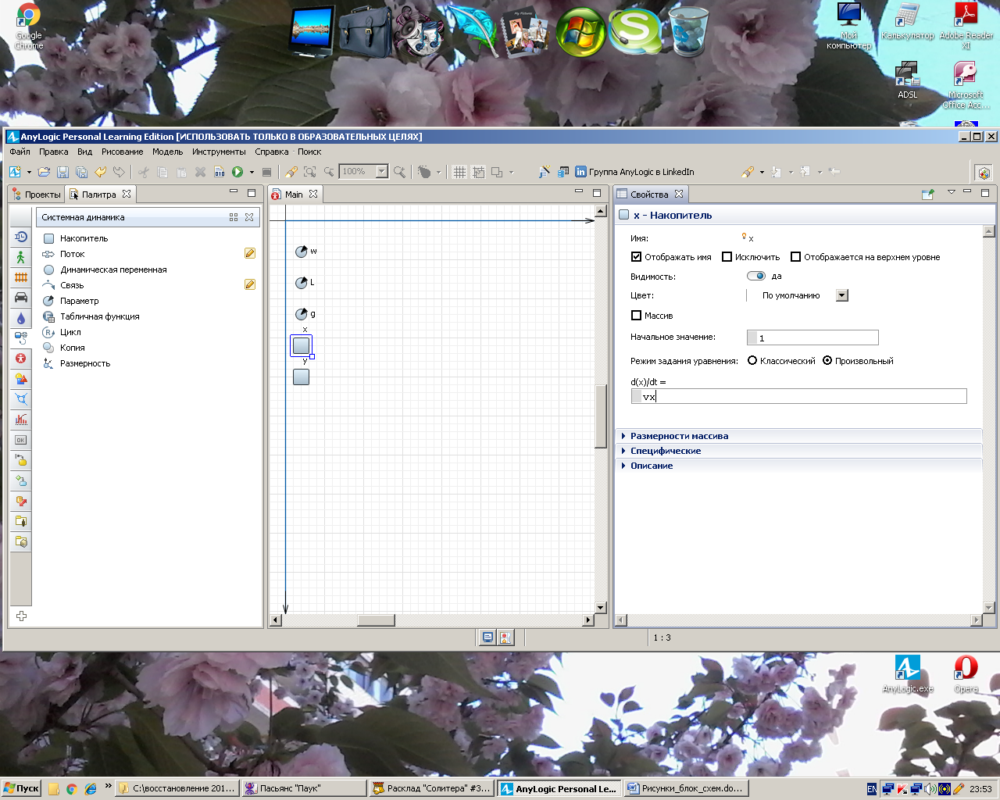 Google Chrome
My Pictures
Мой компьютер
Калькулятор
Adobe Reader XI
ADSL
Microsoft Office Acc...
AnyLogic Personal Learning Edition [ИСПОЛЬЗОВАТЬ ТОЛЬКО В ОБРАЗОВАТЕЛЬНЫХ ЦЕЛЯХ]
Файл Правка Вид Рисование Модель Инструменты Справка Поиск
100% Группа AnyLogic в LinkedIn
Проекты Палитра
Системная динамика
Накопитель
Поток
Динамическая переменная
Связь
Параметр
Табличная функция
Цикл
Копия
Размерность
OK
Main
w
L
g
x
y
Свойства
x - Накопитель
Имя: x
Отображать имя Исключить Отображается на верхнем уровне
Видимость: да
Цвет: По умолчанию
Массив
Начальное значение: 1
Режим задания уравнения: Классический Произвольный
d(x)/dt =
vx
Размерности массива
Специфические
Описание
1 : 3
AnyLogic.exe
Opera
Пуск
»
C:\восстановление 201...
Пасьянс "Паук"
Расклад "Солитера" #3...
AnyLogic Personal Le...
Рисунки_блок_схем.do...
EN
23:53